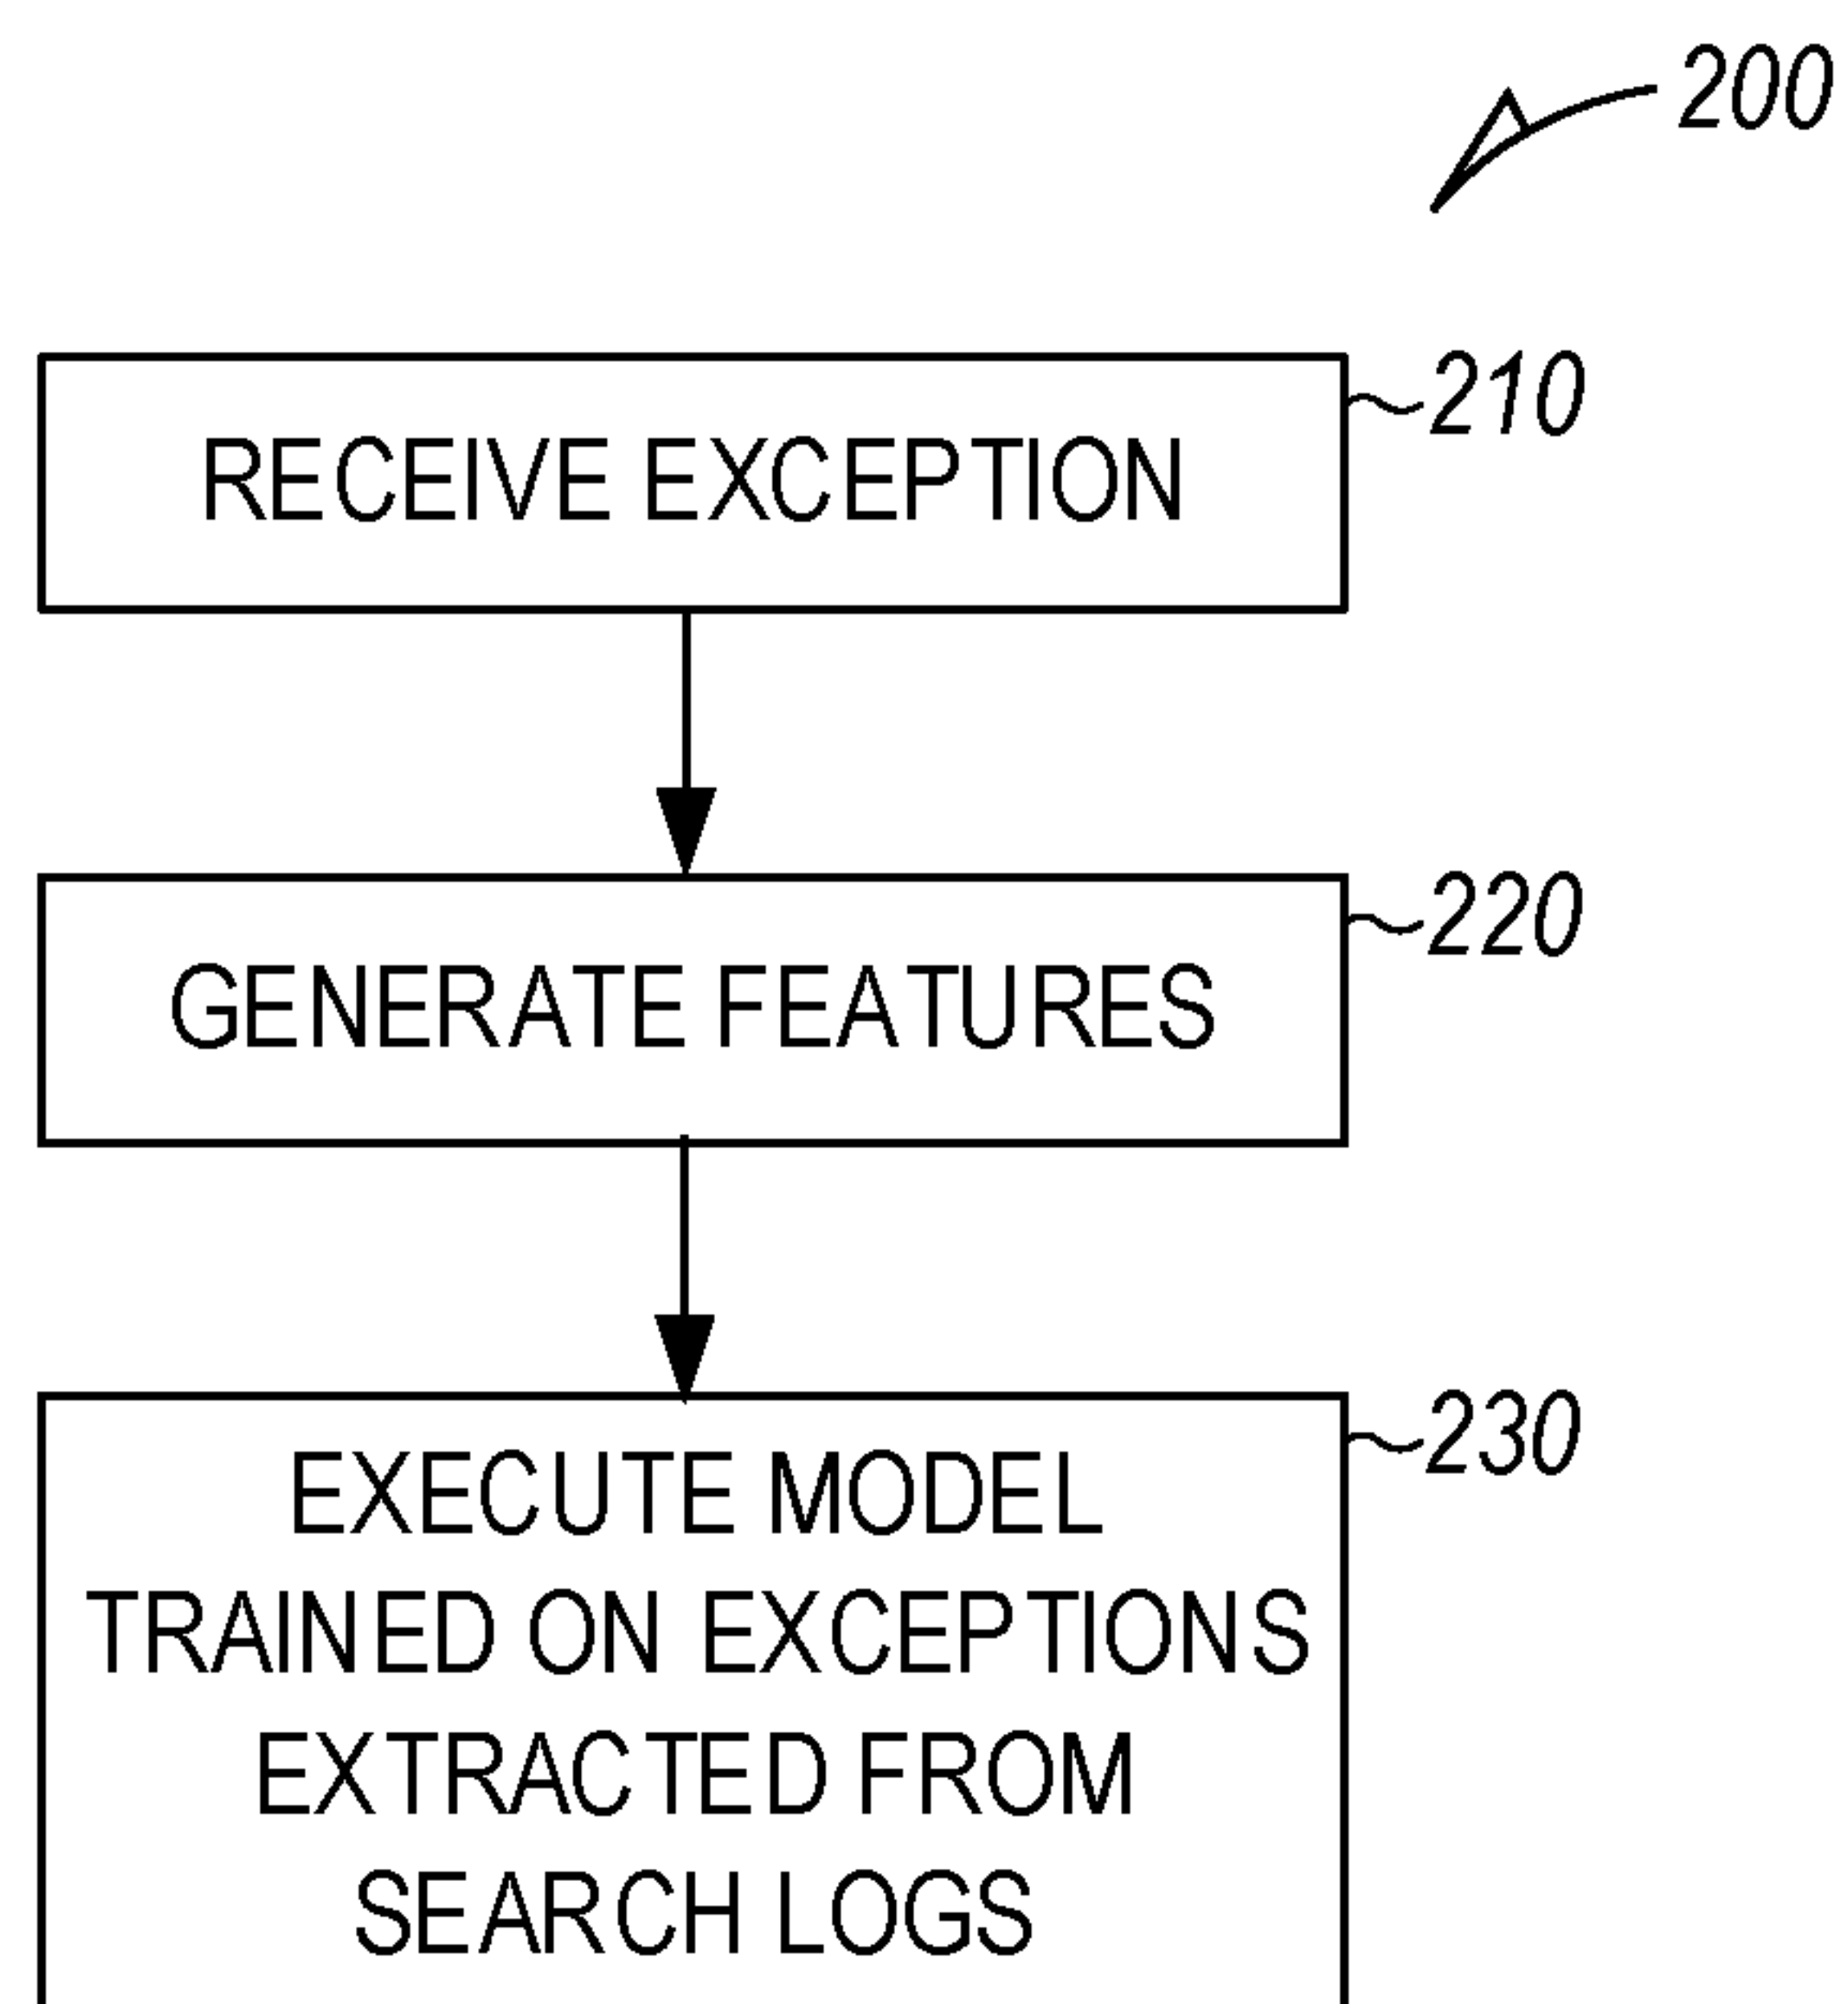 200
210
RECEIVE EXCEPTION
220
GENERATE FEATURES
230
EXECUTE MODEL
TRAINED ON EXCEPTIONS
EXTRACTED FROM
SEARCH LOGS